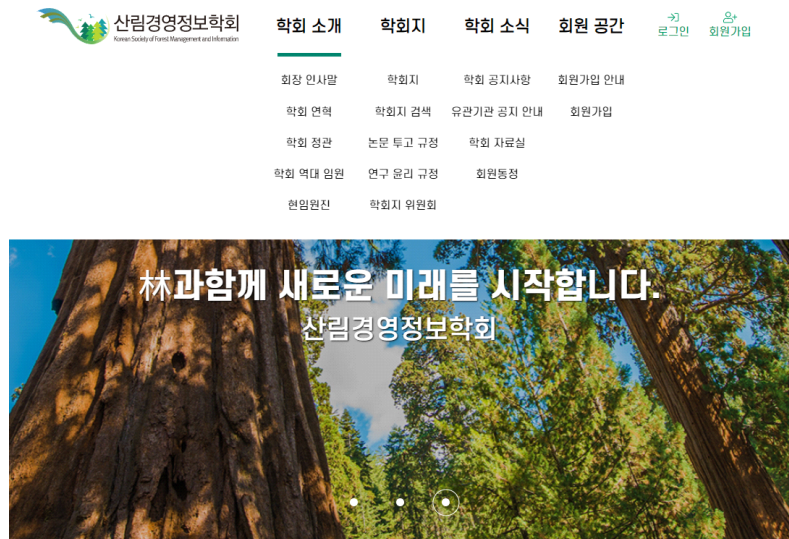 산림경영정보학회
Korean Society of Forest Management and Information
학회 소개 학회지 학회 소식 회원 공간
로그인 회원가입
회장 인사말 학회지 학회 공지사항 회원가입 안내
학회 연혁 학회지 검색 유관기관 공지 안내 회원가입
학회 정관 논문 투고 규정 학회 자료실
학회 역대 임원 연구 윤리 규정 회원동정
현임원진 학회지 위원회
林과함께 새로운 미래를 시작합니다.
산림경영정보학회